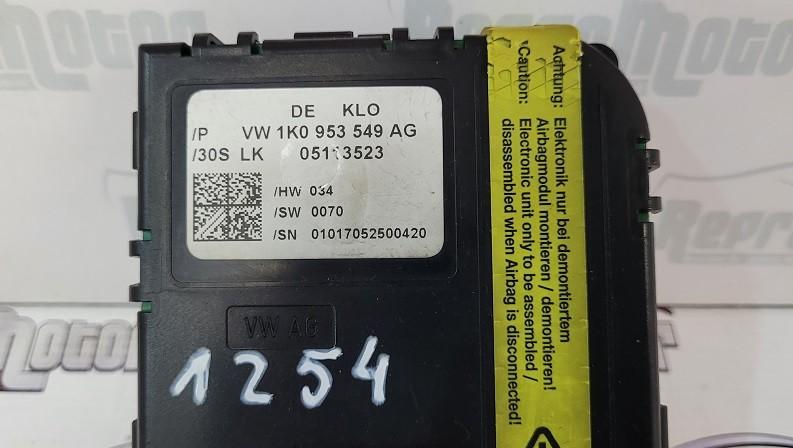 DE KLO
/P VW 1K0 953 549 AG
/30S LK 05113523
/HW 034
/SW 0070
/SN 01017052500420
VW AG
1254
Achtung: Elektronik nur bei demontiertem
Airbagmodul montieren / demontieren!
Caution: Electronic unit only to be assembled /
disassembled when Airbag is disconnected!